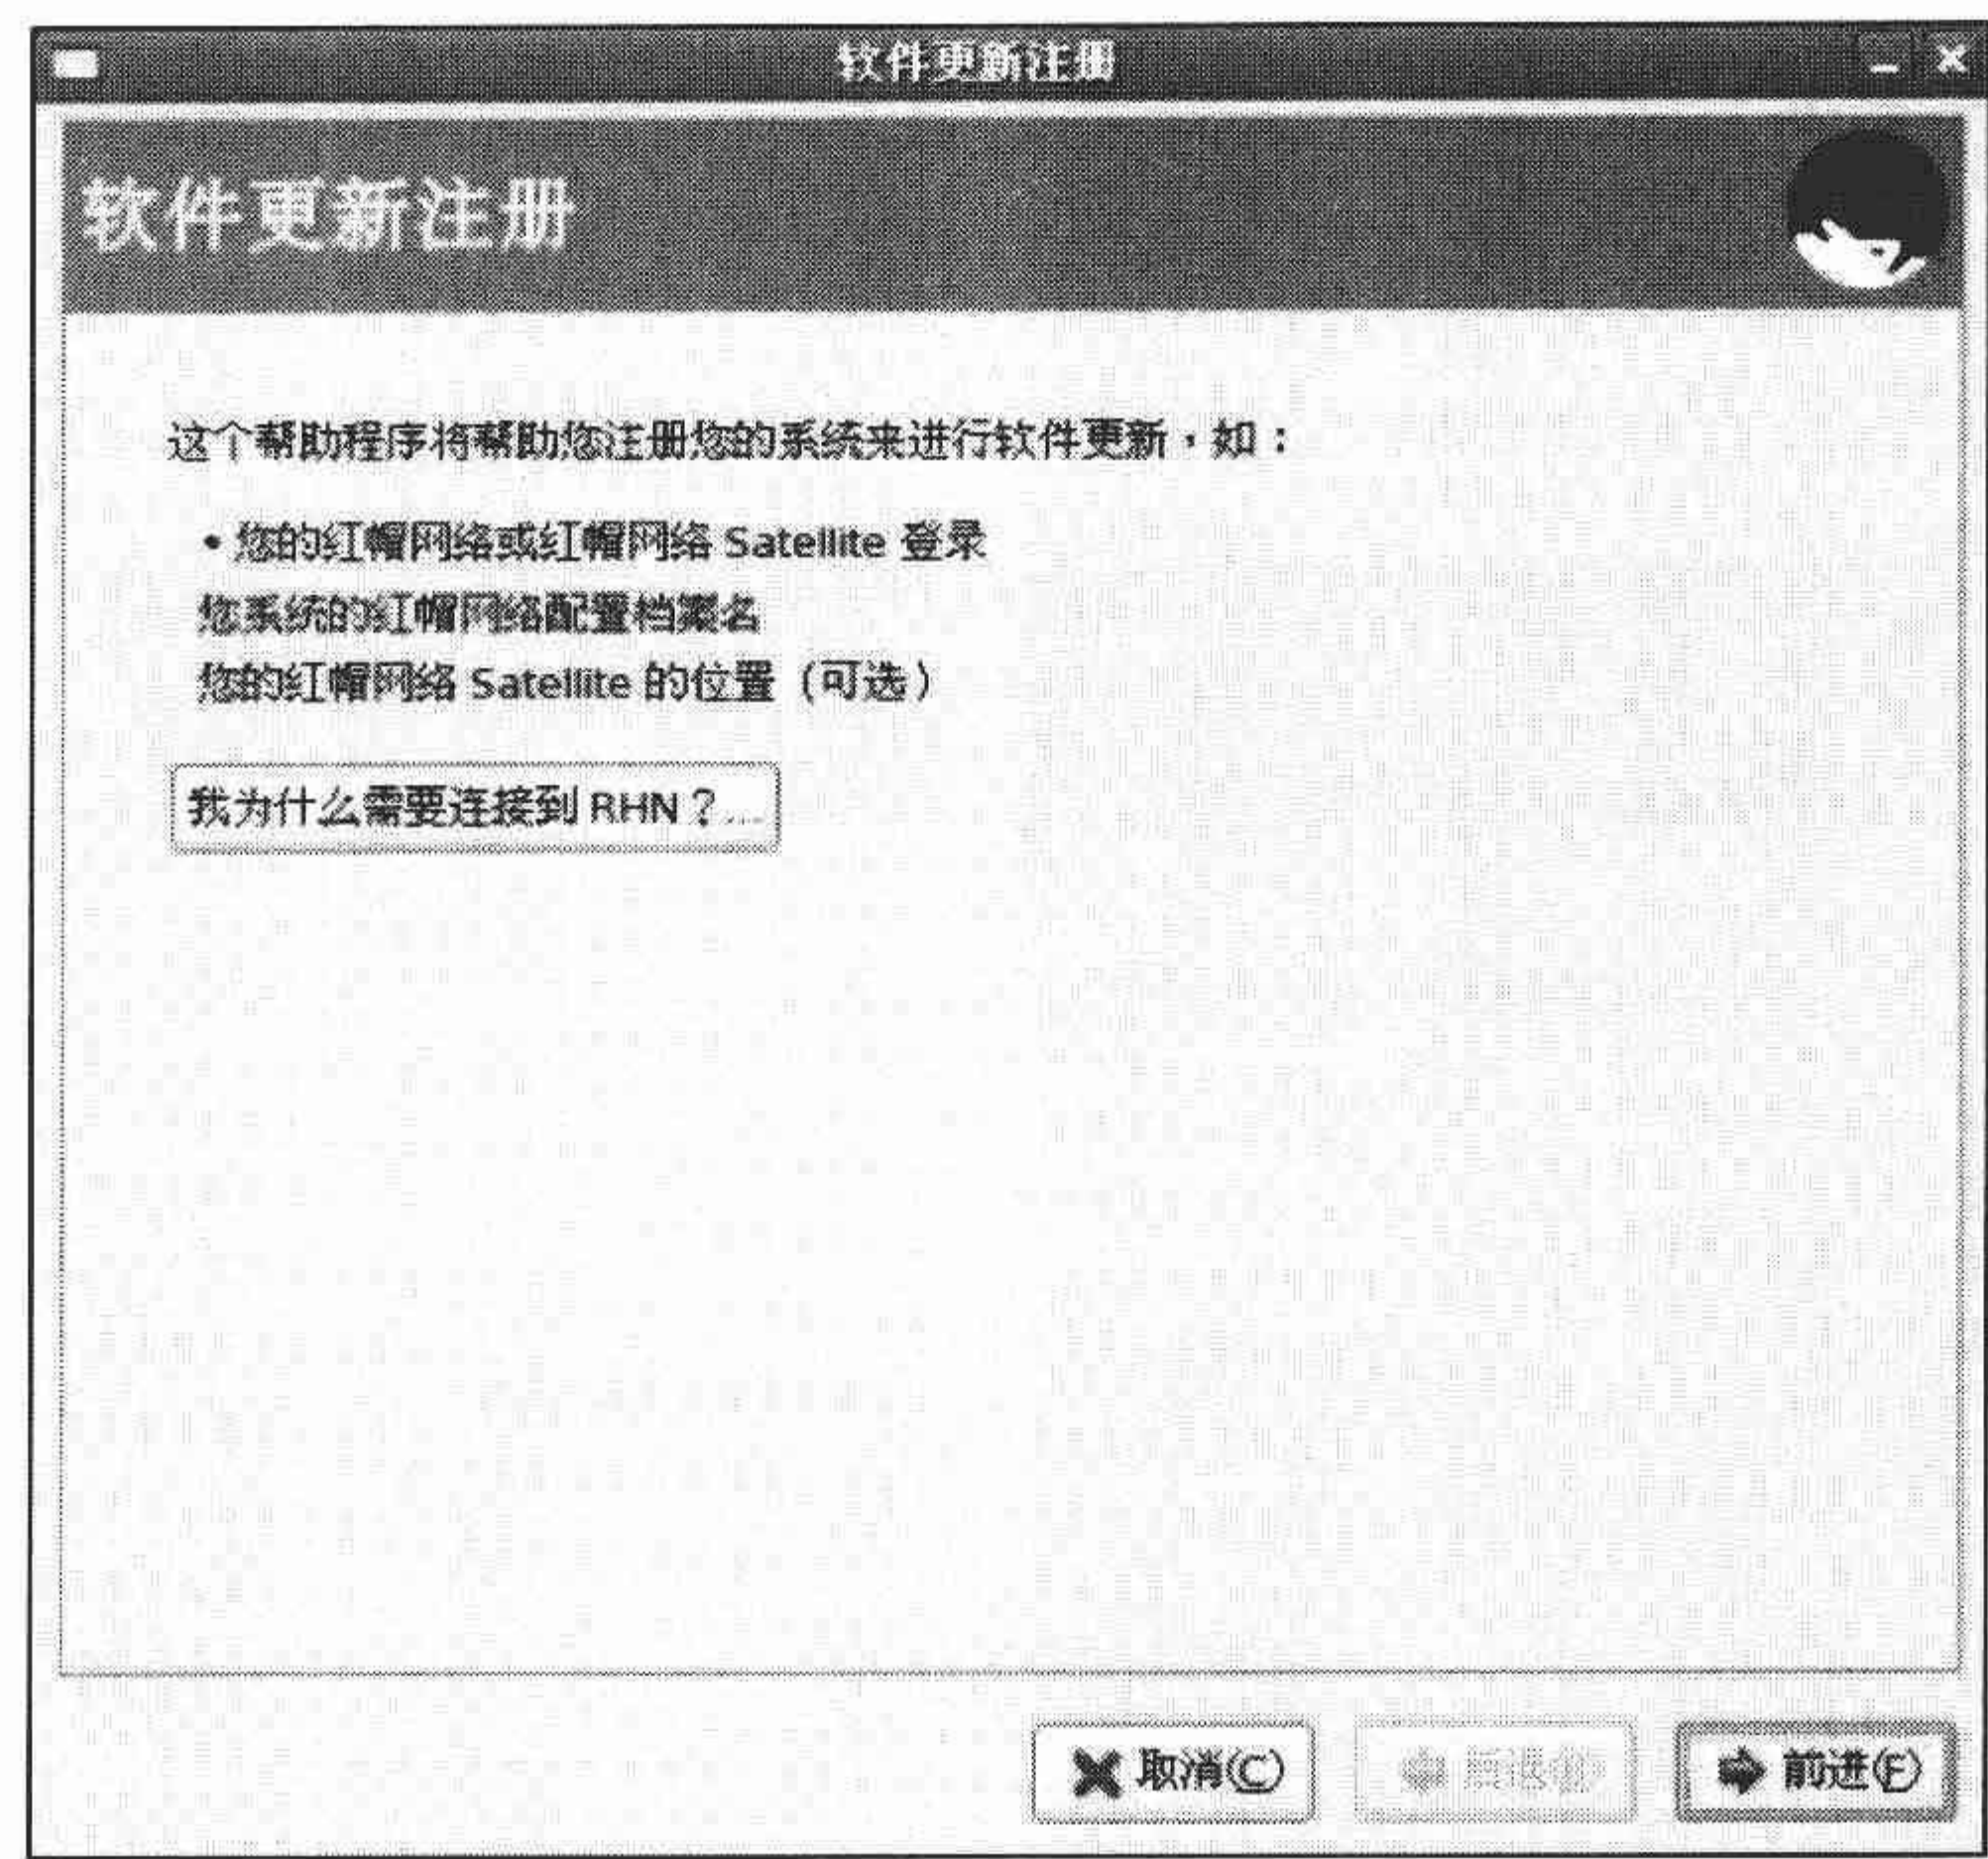 软件更新注册
软件更新注册
这个帮助程序将帮助您注册您的系统来进行软件更新，如：
• 您的红帽网络或红帽网络 Satellite 登录
您系统的红帽网络配置档案名
您的红帽网络 Satellite 的位置（可选）
我为什么需要连接到 RHN？...
取消(C)
前进(F)